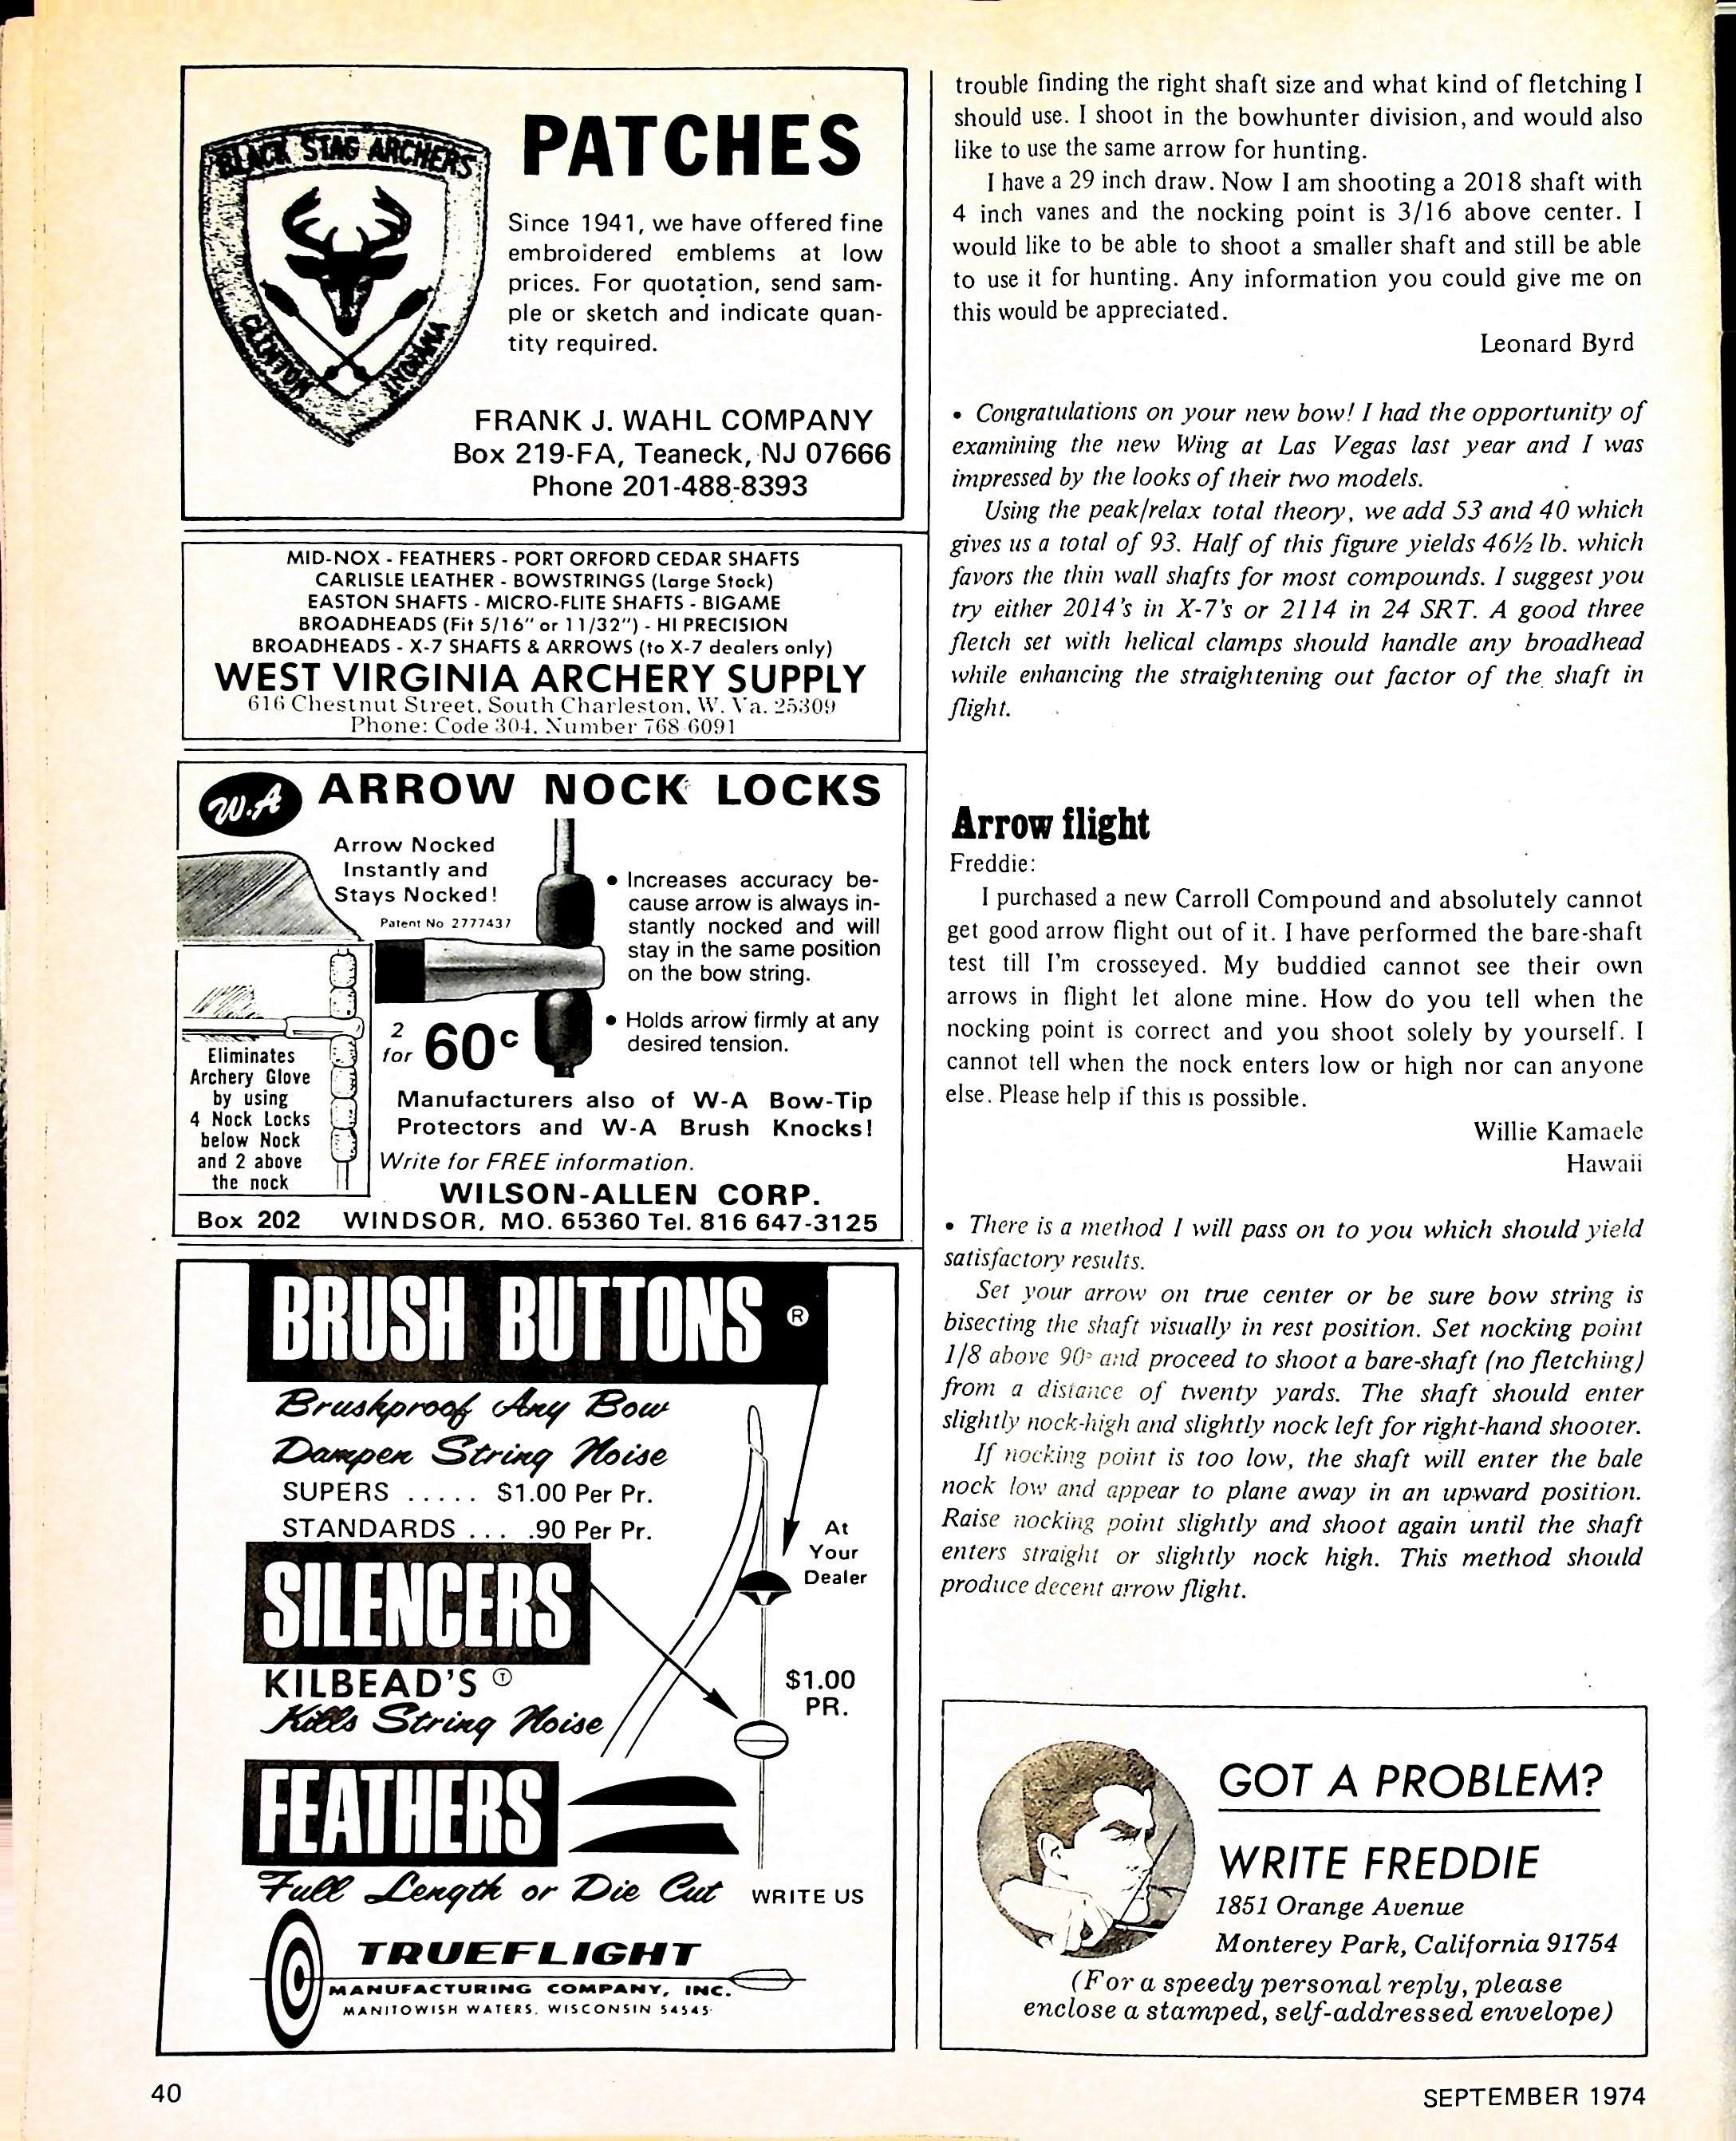 BLACK STAG ARCHERS
CLINTON
INDIANA
PATCHES
Since 1941, we have offered fine
embroidered emblems at low
prices. For quotation, send sam-
ple or sketch and indicate quan-
tity required.
FRANK J. WAHL COMPANY
Box 219-FA, Teaneck, NJ 07666
Phone 201-488-8393
MID-NOX - FEATHERS - PORT ORFORD CEDAR SHAFTS
CARLISLE LEATHER - BOWSTRINGS (Large Stock)
EASTON SHAFTS - MICRO-FLITE SHAFTS - BIGAME
BROADHEADS (Fit 5/16" or 11/32") - HI PRECISION
BROADHEADS - X-7 SHAFTS & ARROWS (to X-7 dealers only)
WEST VIRGINIA ARCHERY SUPPLY
616 Chestnut Street, South Charleston, W. Va. 25309
Phone: Code 304, Number 768-6091
W-A
ARROW NOCK LOCKS
Arrow Nocked
Instantly and
Stays Nocked!
Patent No 2777437
• Increases accuracy be-
cause arrow is always in-
stantly nocked and will
stay in the same position
on the bow string.
• Holds arrow firmly at any
desired tension.
2
for 60c
Eliminates
Archery Glove
by using
4 Nock Locks
below Nock
and 2 above
the nock
Manufacturers also of W-A Bow-Tip
Protectors and W-A Brush Knocks!
Write for FREE information.
WILSON-ALLEN CORP.
Box 202 WINDSOR, MO. 65360 Tel. 816 647-3125
BRUSH BUTTONS ®
Brushproof Any Bow
Dampen String Noise
SUPERS ..... $1.00 Per Pr.
STANDARDS ... .90 Per Pr.
At
Your
Dealer
SILENCERS
KILBEAD'S Ⓣ
Kills String Noise
$1.00
PR.
FEATHERS
Full Length or Die Cut WRITE US
TRUEFLIGHT
MANUFACTURING COMPANY, INC.
MANITOWISH WATERS, WISCONSIN 54545
trouble finding the right shaft size and what kind of fletching I
should use. I shoot in the bowhunter division, and would also
like to use the same arrow for hunting.
I have a 29 inch draw. Now I am shooting a 2018 shaft with
4 inch vanes and the nocking point is 3/16 above center. I
would like to be able to shoot a smaller shaft and still be able
to use it for hunting. Any information you could give me on
this would be appreciated.
Leonard Byrd
• Congratulations on your new bow! I had the opportunity of
examining the new Wing at Las Vegas last year and I was
impressed by the looks of their two models.
Using the peak/relax total theory, we add 53 and 40 which
gives us a total of 93. Half of this figure yields 46½ lb. which
favors the thin wall shafts for most compounds. I suggest you
try either 2014's in X-7's or 2114 in 24 SRT. A good three
fletch set with helical clamps should handle any broadhead
while enhancing the straightening out factor of the shaft in
flight.
Arrow flight
Freddie:
I purchased a new Carroll Compound and absolutely cannot
get good arrow flight out of it. I have performed the bare-shaft
test till I'm crosseyed. My buddied cannot see their own
arrows in flight let alone mine. How do you tell when the
nocking point is correct and you shoot solely by yourself. I
cannot tell when the nock enters low or high nor can anyone
else. Please help if this is possible.
Willie Kamaele
Hawaii
• There is a method I will pass on to you which should yield
satisfactory results.
Set your arrow on true center or be sure bow string is
bisecting the shaft visually in rest position. Set nocking point
1/8 above 90° and proceed to shoot a bare-shaft (no fletching)
from a distance of twenty yards. The shaft should enter
slightly nock-high and slightly nock left for right-hand shooter.
If nocking point is too low, the shaft will enter the bale
nock low and appear to plane away in an upward position.
Raise nocking point slightly and shoot again until the shaft
enters straight or slightly nock high. This method should
produce decent arrow flight.
GOT A PROBLEM?
WRITE FREDDIE
1851 Orange Avenue
Monterey Park, California 91754
(For a speedy personal reply, please
enclose a stamped, self-addressed envelope)
40
SEPTEMBER 1974